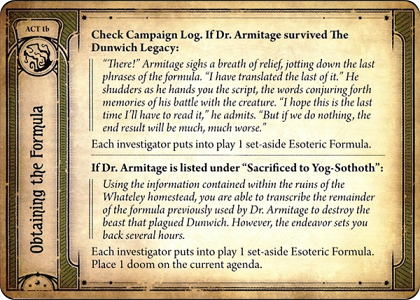 ACT 1b
Obtaining the Formula
Check Campaign Log. If Dr. Armitage survived The
Dunwich Legacy:
“There!” Armitage sighs a breath of relief, jotting down the last
phrases of the formula. “I have translated the last of it.” He
shudders as he hands you the script, the words conjuring forth
memories of his battle with the creature. “I hope this is the last
time I’ll have to read it,” he admits. “But if we do nothing, the
end result will be much, much worse.”
Each investigator puts into play 1 set-aside Esoteric Formula.
If Dr. Armitage is listed under “Sacrificed to Yog-Sothoth”:
Using the information contained within the ruins of the
Whateley homestead, you are able to transcribe the remainder
of the formula previously used by Dr. Armitage to destroy the
beast that plagued Dunwich. However, the endeavor sets you
back several hours.
Each investigator puts into play 1 set-aside Esoteric Formula.
Place 1 doom on the current agenda.